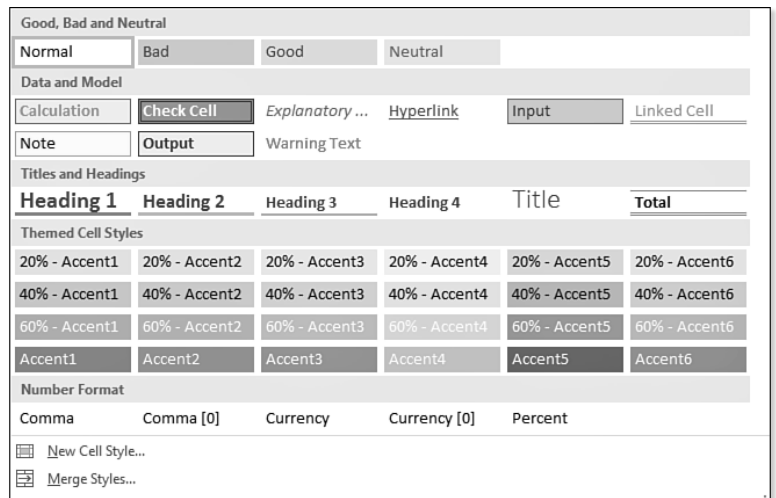 Good, Bad and Neutral
Normal Bad Good Neutral
Data and Model
Calculation Check Cell Explanatory ... Hyperlink Input Linked Cell
Note Output Warning Text
Titles and Headings
Heading 1 Heading 2 Heading 3 Heading 4 Title Total
Themed Cell Styles
20% - Accent1 20% - Accent2 20% - Accent3 20% - Accent4 20% - Accent5 20% - Accent6
40% - Accent1 40% - Accent2 40% - Accent3 40% - Accent4 40% - Accent5 40% - Accent6
60% - Accent1 60% - Accent2 60% - Accent3 60% - Accent4 60% - Accent5 60% - Accent6
Accent1 Accent2 Accent3 Accent4 Accent5 Accent6
Number Format
Comma Comma [0] Currency Currency [0] Percent
New Cell Style...
Merge Styles...